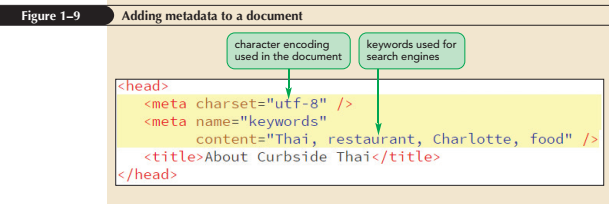 Figure 1–9
Adding metadata to a document
character encoding
used in the document
keywords used for
search engines
<head>
<meta charset="utf-8" />
<meta name="keywords"
content="Thai, restaurant, Charlotte, food" />
<title>About Curbside Thai</title>
</head>